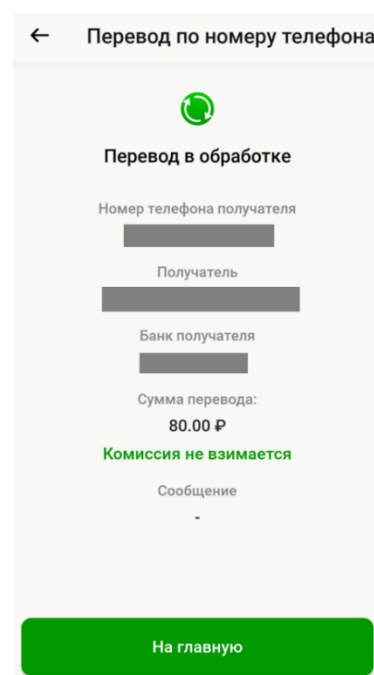 Перевод по номеру телефона
Перевод в обработке
Номер телефона получателя
Получатель
Банк получателя
Сумма перевода:
80.00 ₽
Комиссия не взимается
Сообщение
-
На главную